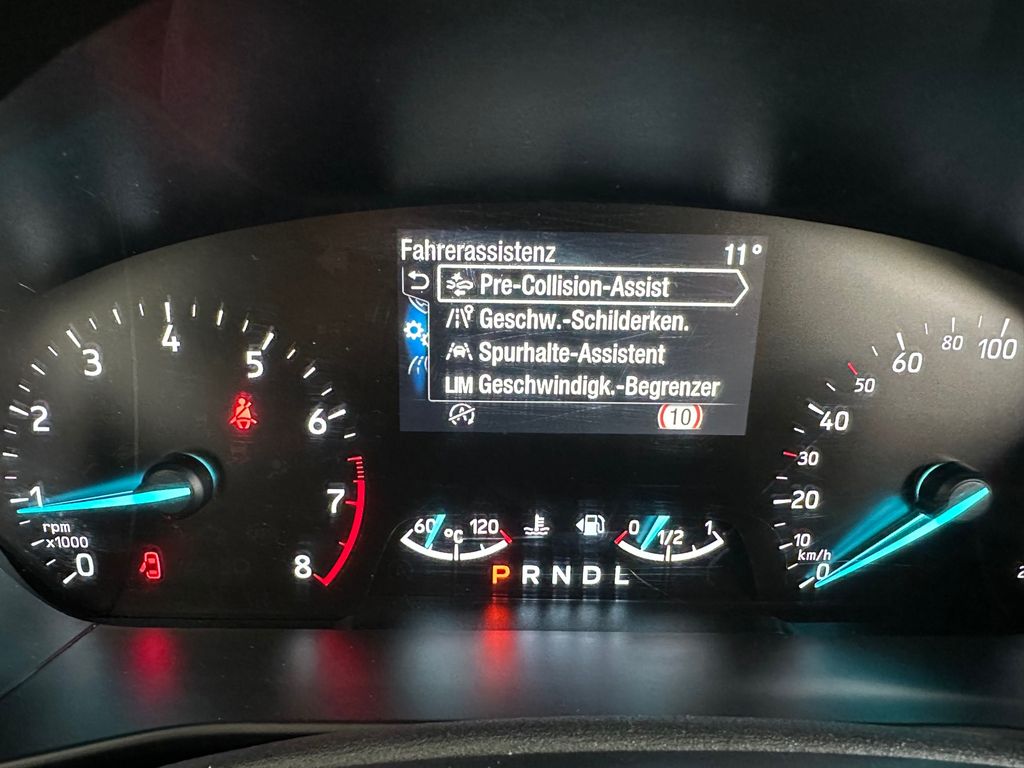 Fahrerassistenz 11°
Pre-Collision-Assist
Geschw.-Schilderken.
Spurhalte-Assistent
LIM Geschwindigk.-Begrenzer
10
0
1
2
3
4
5
6
7
8
rpm
x1000
60 °C 120
0 1/2 1
P R N D L
0
10
20
30
40
50
60
80
100
km/h